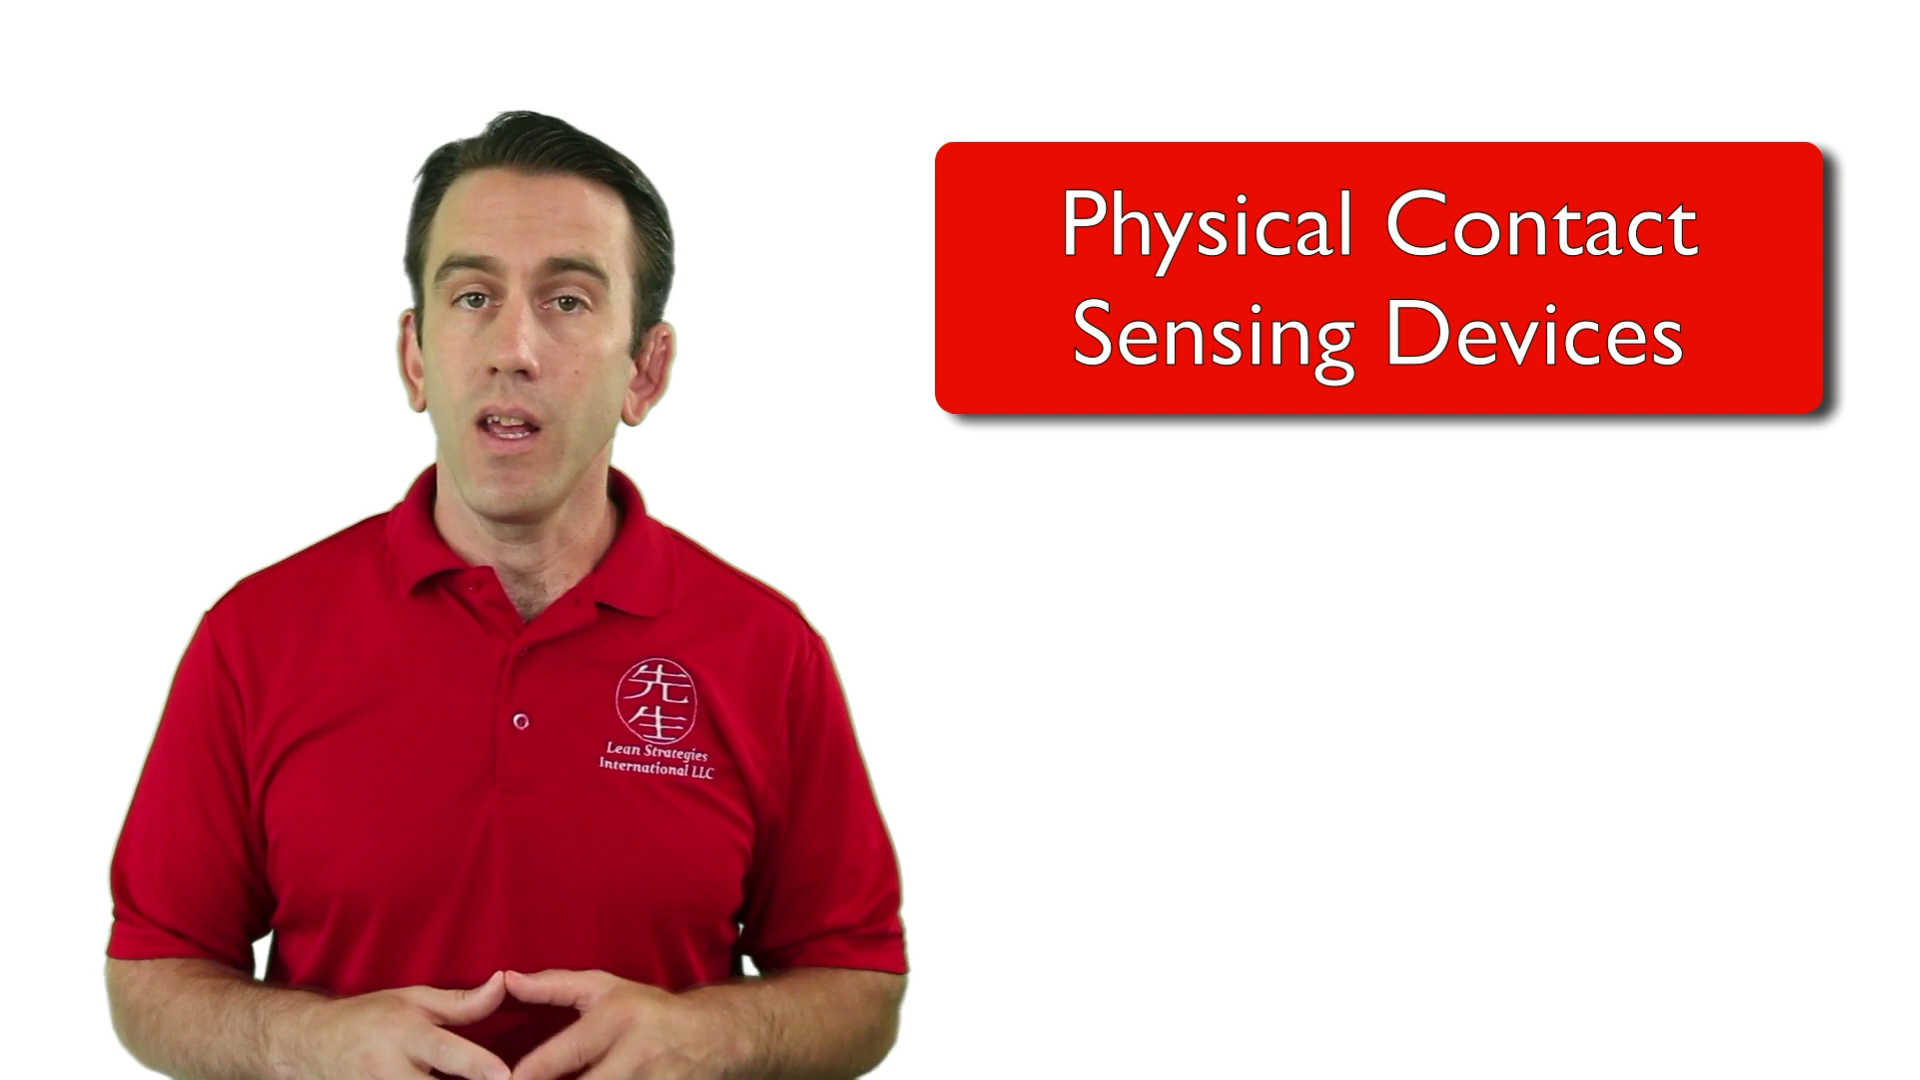 Physical Contact
Sensing Devices
先
生
Lean Strategies
International LLC